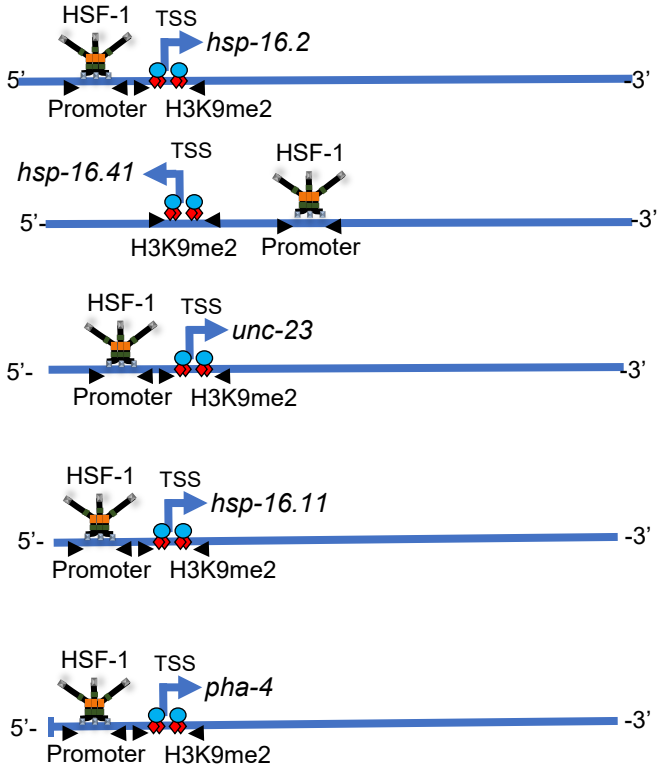 HSF-1 TSS hsp-16.2
5’ -3’
Promoter H3K9me2
hsp-16.41 TSS HSF-1
5’- -3’
H3K9me2 Promoter
HSF-1 TSS unc-23
5’- -3’
Promoter H3K9me2
HSF-1 TSS hsp-16.11
5’- -3’
Promoter H3K9me2
HSF-1 TSS pha-4
5’- -3’
Promoter H3K9me2